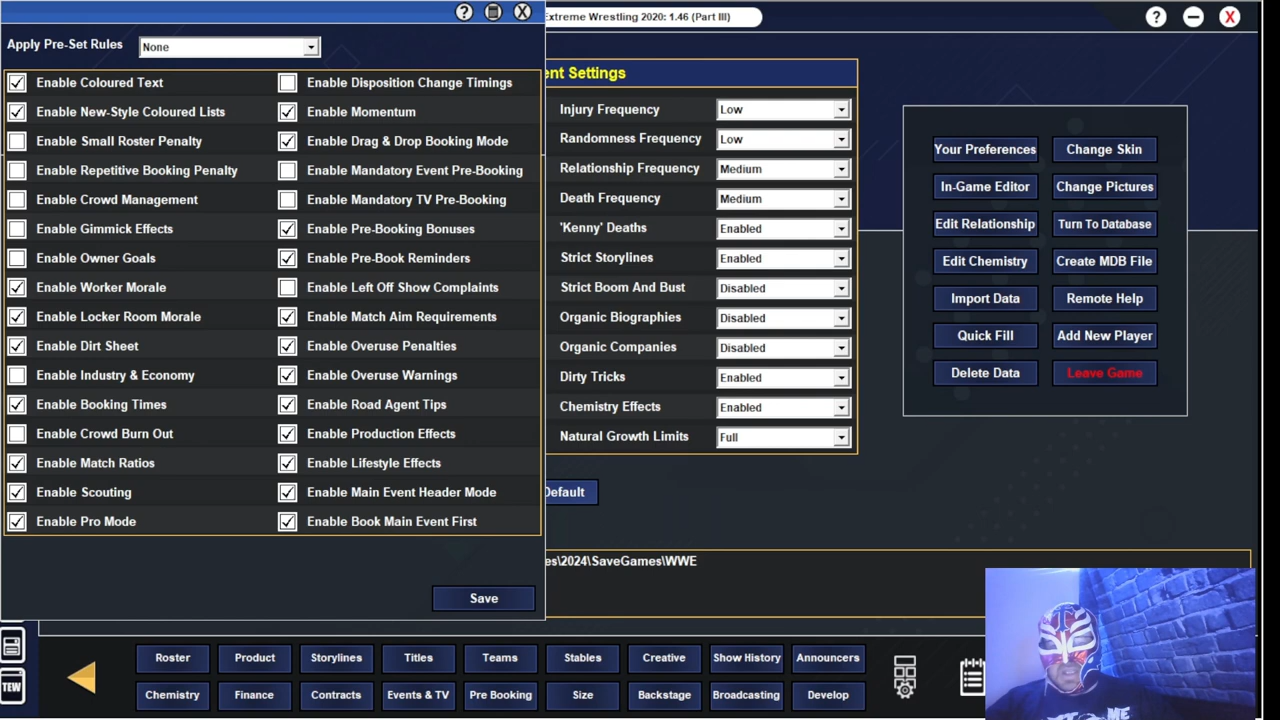 Extreme Wrestling 2020: 1.46 (Part III)
Apply Pre-Set Rules None
Enable Coloured Text
Enable New-Style Coloured Lists
Enable Small Roster Penalty
Enable Repetitive Booking Penalty
Enable Crowd Management
Enable Gimmick Effects
Enable Owner Goals
Enable Worker Morale
Enable Locker Room Morale
Enable Dirt Sheet
Enable Industry & Economy
Enable Booking Times
Enable Crowd Burn Out
Enable Match Ratios
Enable Scouting
Enable Pro Mode
Enable Disposition Change Timings
Enable Momentum
Enable Drag & Drop Booking Mode
Enable Mandatory Event Pre-Booking
Enable Mandatory TV Pre-Booking
Enable Pre-Booking Bonuses
Enable Pre-Book Reminders
Enable Left Off Show Complaints
Enable Match Aim Requirements
Enable Overuse Penalties
Enable Overuse Warnings
Enable Road Agent Tips
Enable Production Effects
Enable Lifestyle Effects
Enable Main Event Header Mode
Enable Book Main Event First
Save
ent Settings
Injury Frequency Low
Randomness Frequency Low
Relationship Frequency Medium
Death Frequency Medium
'Kenny' Deaths Enabled
Strict Storylines Enabled
Strict Boom And Bust Disabled
Organic Biographies Disabled
Organic Companies Disabled
Dirty Tricks Enabled
Chemistry Effects Enabled
Natural Growth Limits Full
Default
es\2024\SaveGames\WWE
Your Preferences Change Skin
In-Game Editor Change Pictures
Edit Relationship Turn To Database
Edit Chemistry Create MDB File
Import Data Remote Help
Quick Fill Add New Player
Delete Data Leave Game
TEW
Roster Product Storylines Titles Teams Stables Creative Show History Announcers
Chemistry Finance Contracts Events & TV Pre Booking Size Backstage Broadcasting Develop